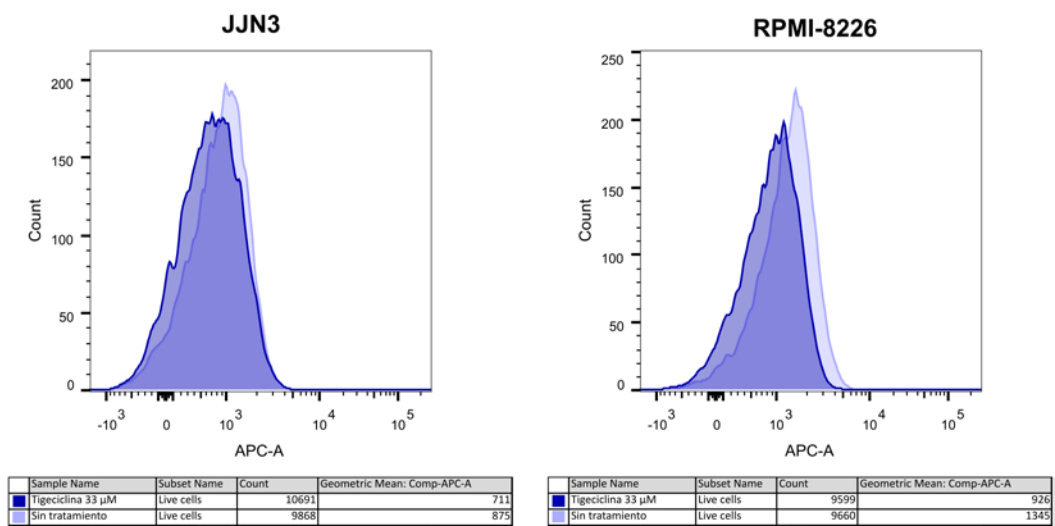 JJN3
200
150
100
50
0
Count
-10 3
0
10 3
10 4
10 5
APC-A
Sample Name Subset Name Count Geometric Mean: Comp-APC-A
Tigeciclina 33 µM Live cells 10691 711
Sin tratamiento Live cells 9868 875
RPMI-8226
250
200
150
100
50
0
Count
-10 3
0
10 3
10 4
10 5
APC-A
Sample Name Subset Name Count Geometric Mean: Comp-APC-A
Tigeciclina 33 µM Live cells 9599 926
Sin tratamiento Live cells 9660 1345